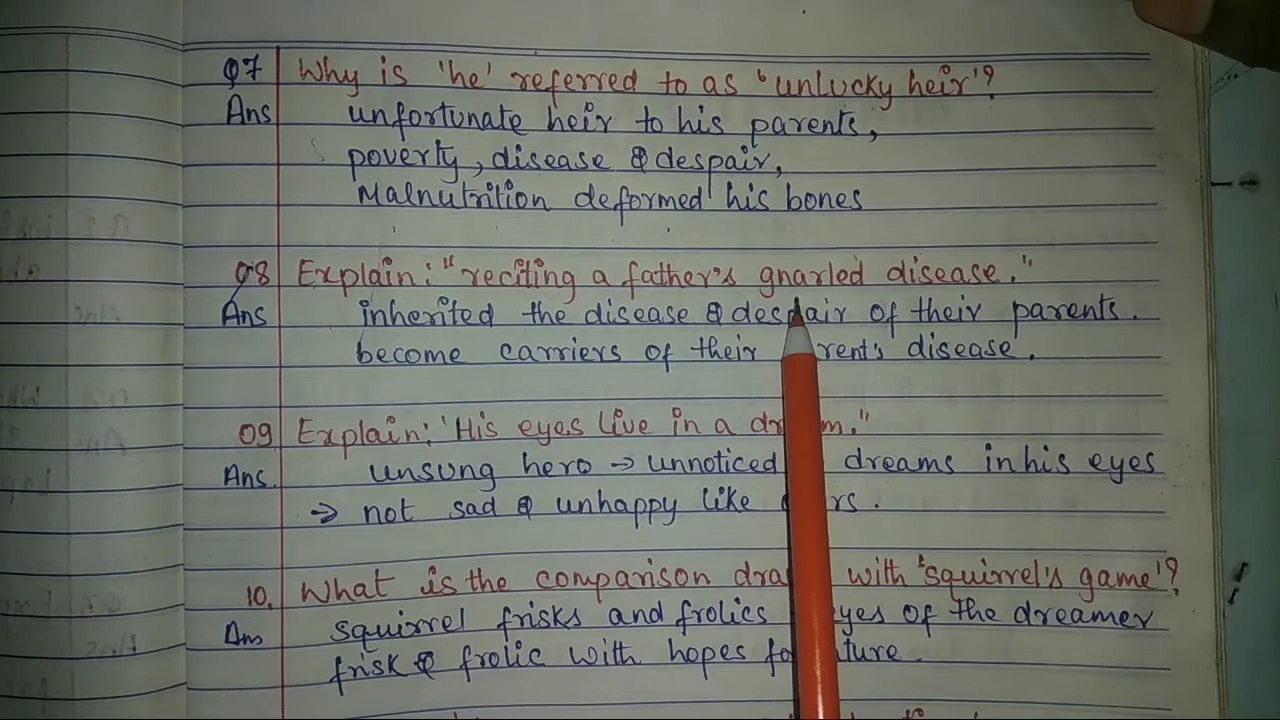 Q7 Why is 'he' referred to as 'unlucky heir'?
Ans unfortunate heir to his parents,
poverty, disease & despair,
Malnutrition deformed his bones
Q8 Explain: "reciting a father's gnarled disease."
Ans inherited the disease & despair of their parents.
become carriers of their disease.
Q9 Explain: 'His eyes live in a
Ans. unsung hero → unnoticed dreams in his eyes
→ not sad & unhappy like
10. What is the comparison with 'squirrel's game'?
Ans squirrel frisks and frolics eyes of the dreamer
frisk & frolic with hopes